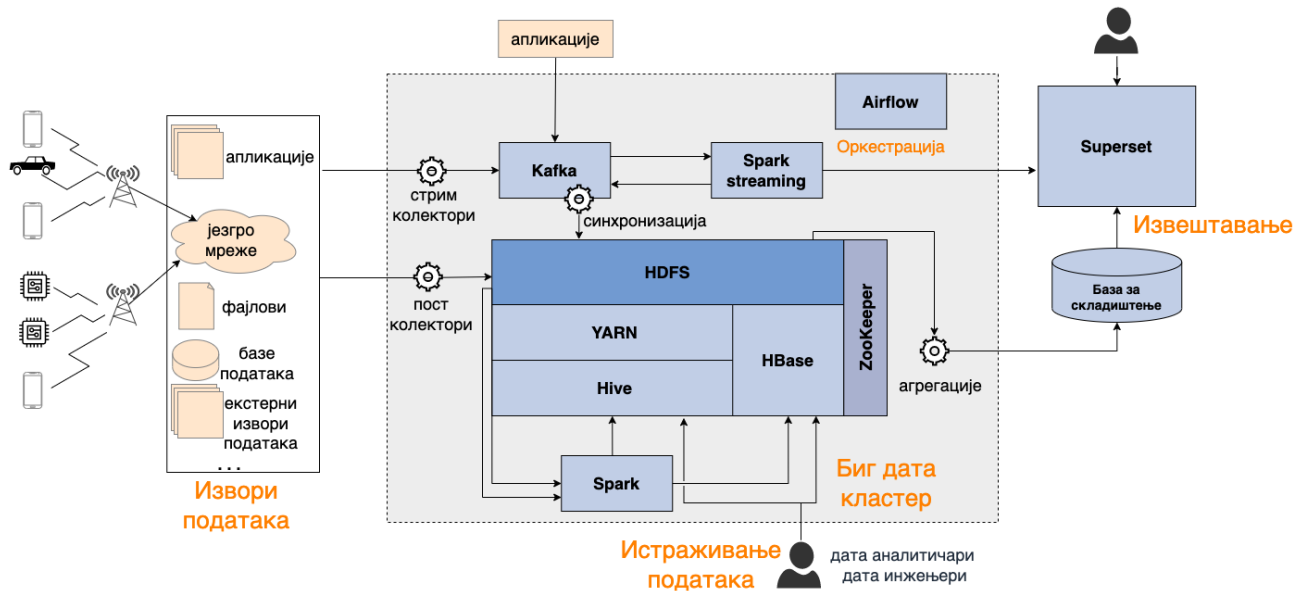 апликације
Airflow
Оркестрација
апликације
Kafka
Spark
streaming
Superset
стрим
колектори
синхронизација
Извештавање
језгро
мреже
HDFS
пост
колектори
фајлови
YARN
HBase
ZooKeeper
База за
складиштење
базе
података
Hive
агрегације
екстерни
извори
података
...
Извори
података
Spark
Биг дата
кластер
Истраживање
података
дата аналитичари
дата инжењери